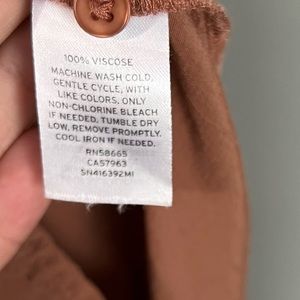 100% VISCOSE
MACHINE WASH COLD,
GENTLE CYCLE, WITH
LIKE COLORS, ONLY
NON-CHLORINE BLEACH
IF NEEDED, TUMBLE DRY
LOW, REMOVE PROMPTLY.
COOL IRON IF NEEDED.
RN58665
CA57963
SN416392MI